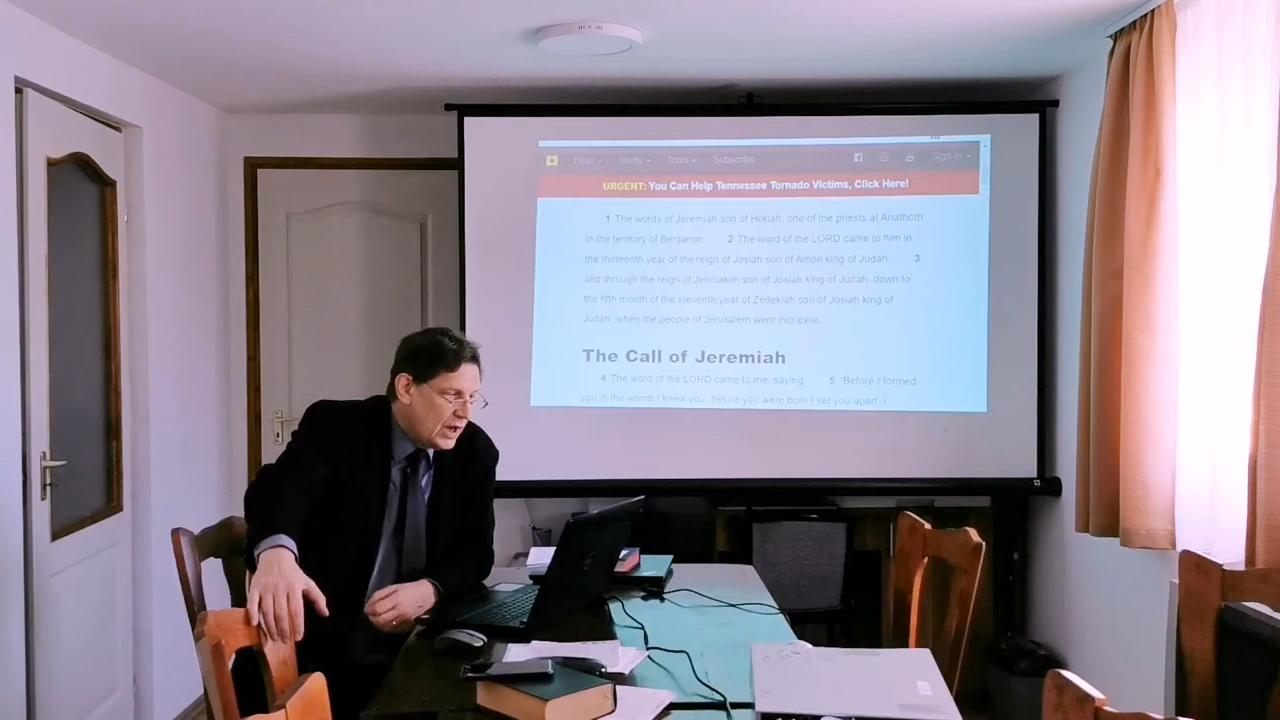 Bible Study Tools Subscribe Sign In
URGENT: You Can Help Tennessee Tornado Victims, Click Here!
1 The words of Jeremiah son of Hilkiah, one of the priests at Anathoth
in the territory of Benjamin. 2 The word of the LORD came to him in
the thirteenth year of the reign of Josiah son of Amon king of Judah, 3
and through the reign of Jehoiakim son of Josiah king of Judah, down to
the fifth month of the eleventh year of Zedekiah son of Josiah king of
Judah, when the people of Jerusalem went into exile.
The Call of Jeremiah
4 The word of the LORD came to me, saying, 5 "Before I formed
you in the womb I knew you, before you were born I set you apart; I